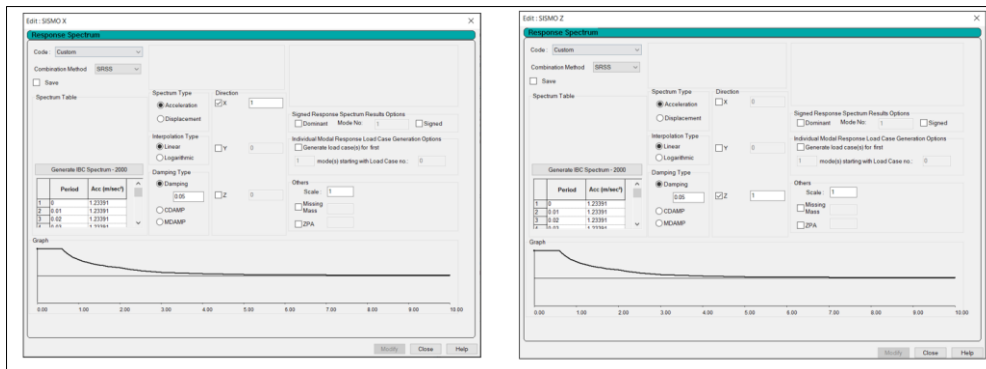 Edit : SISMO X
Response Spectrum
Code : Custom
Combination Method SRSS
Save
Spectrum Table
Spectrum Type
Acceleration
Displacement
Interpolation Type
Linear
Logarithmic
Damping Type
Damping
0.05
CDAMP
MDAMP
Direction
X 1
Y 0
Z 0
Signed Response Spectrum Results Options
Dominant Mode No. 1 Signed
Individual Modal Response Load Case Generation Options
Generate load case(s) for first
1 mode(s) starting with Load Case no.: 0
Others
Scale : 1
Missing Mass
ZPA
Generate IBC Spectrum - 2000
Period Acc (m/sec²)
1 0 1.23391
2 0.01 1.23391
3 0.02 1.23391
4 0.03 1.23391
Graph
0.00 1.00 2.00 3.00 4.00 5.00 6.00 7.00 8.00 9.00 10.00
Modify Close Help
Edit : SISMO Z
Response Spectrum
Code : Custom
Combination Method SRSS
Save
Spectrum Table
Spectrum Type
Acceleration
Displacement
Interpolation Type
Linear
Logarithmic
Damping Type
Damping
0.05
CDAMP
MDAMP
Direction
X 0
Y 0
Z 1
Signed Response Spectrum Results Options
Dominant Mode No. 1 Signed
Individual Modal Response Load Case Generation Options
Generate load case(s) for first
1 mode(s) starting with Load Case no.: 0
Others
Scale : 1
Missing Mass
ZPA
Generate IBC Spectrum - 2000
Period Acc (m/sec²)
1 0 1.23391
2 0.01 1.23391
3 0.02 1.23391
4 0.03 1.23391
Graph
0.00 1.00 2.00 3.00 4.00 5.00 6.00 7.00 8.00 9.00 10.00
Modify Close Help